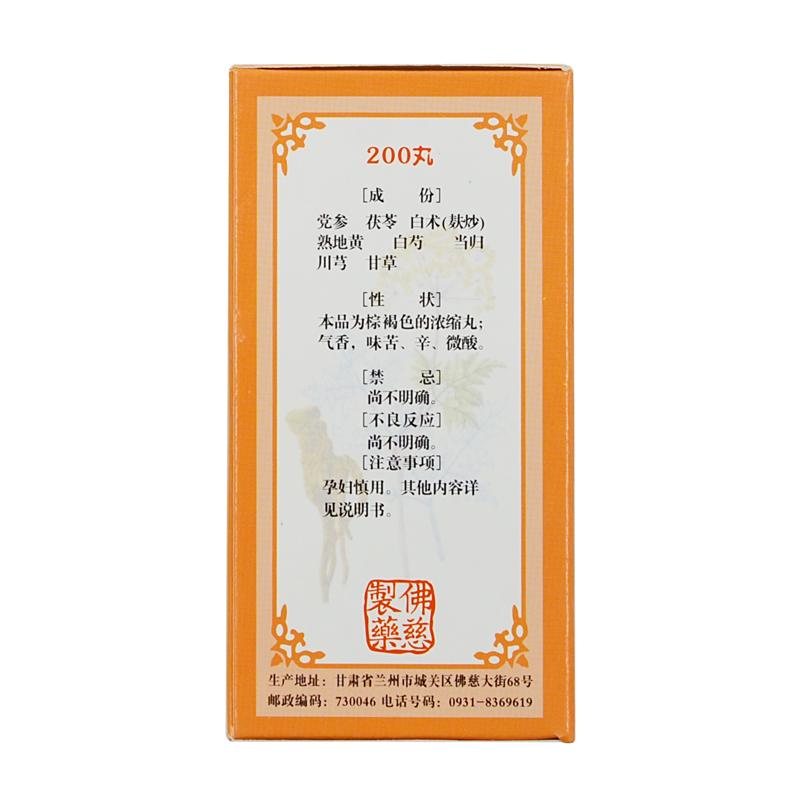 200丸
[成 份]
党参 茯苓 白术(麸炒)
熟地黄 白芍 当归
川芎 甘草
[性 状]
本品为棕褐色的浓缩丸；
气香，味苦、辛、微酸。
[禁 忌]
尚不明确。
[不良反应]
尚不明确。
[注意事项]
孕妇慎用。其他内容详
见说明书。
佛慈
製藥
生产地址：甘肃省兰州市城关区佛慈大街68号
邮政编码：730046 电话号码：0931-8369619